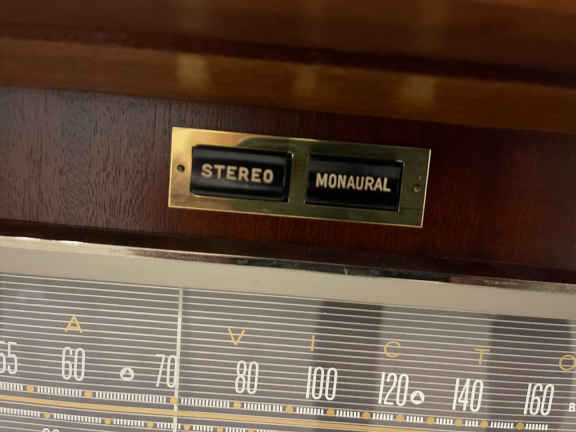 STEREO MONAURAL
A V I C T O
55 60 70 80 100 120 140 160